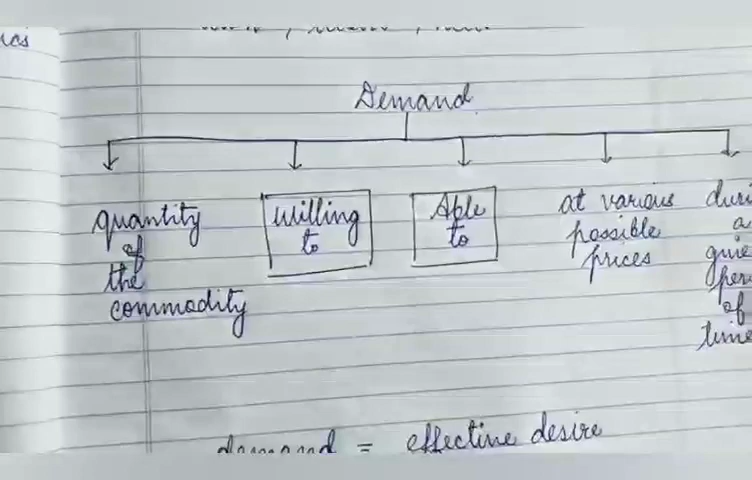 Demand
quantity
of
the
commodity
willing
to
Able
to
at various
possible
prices
a
of
time
demand = effective desire